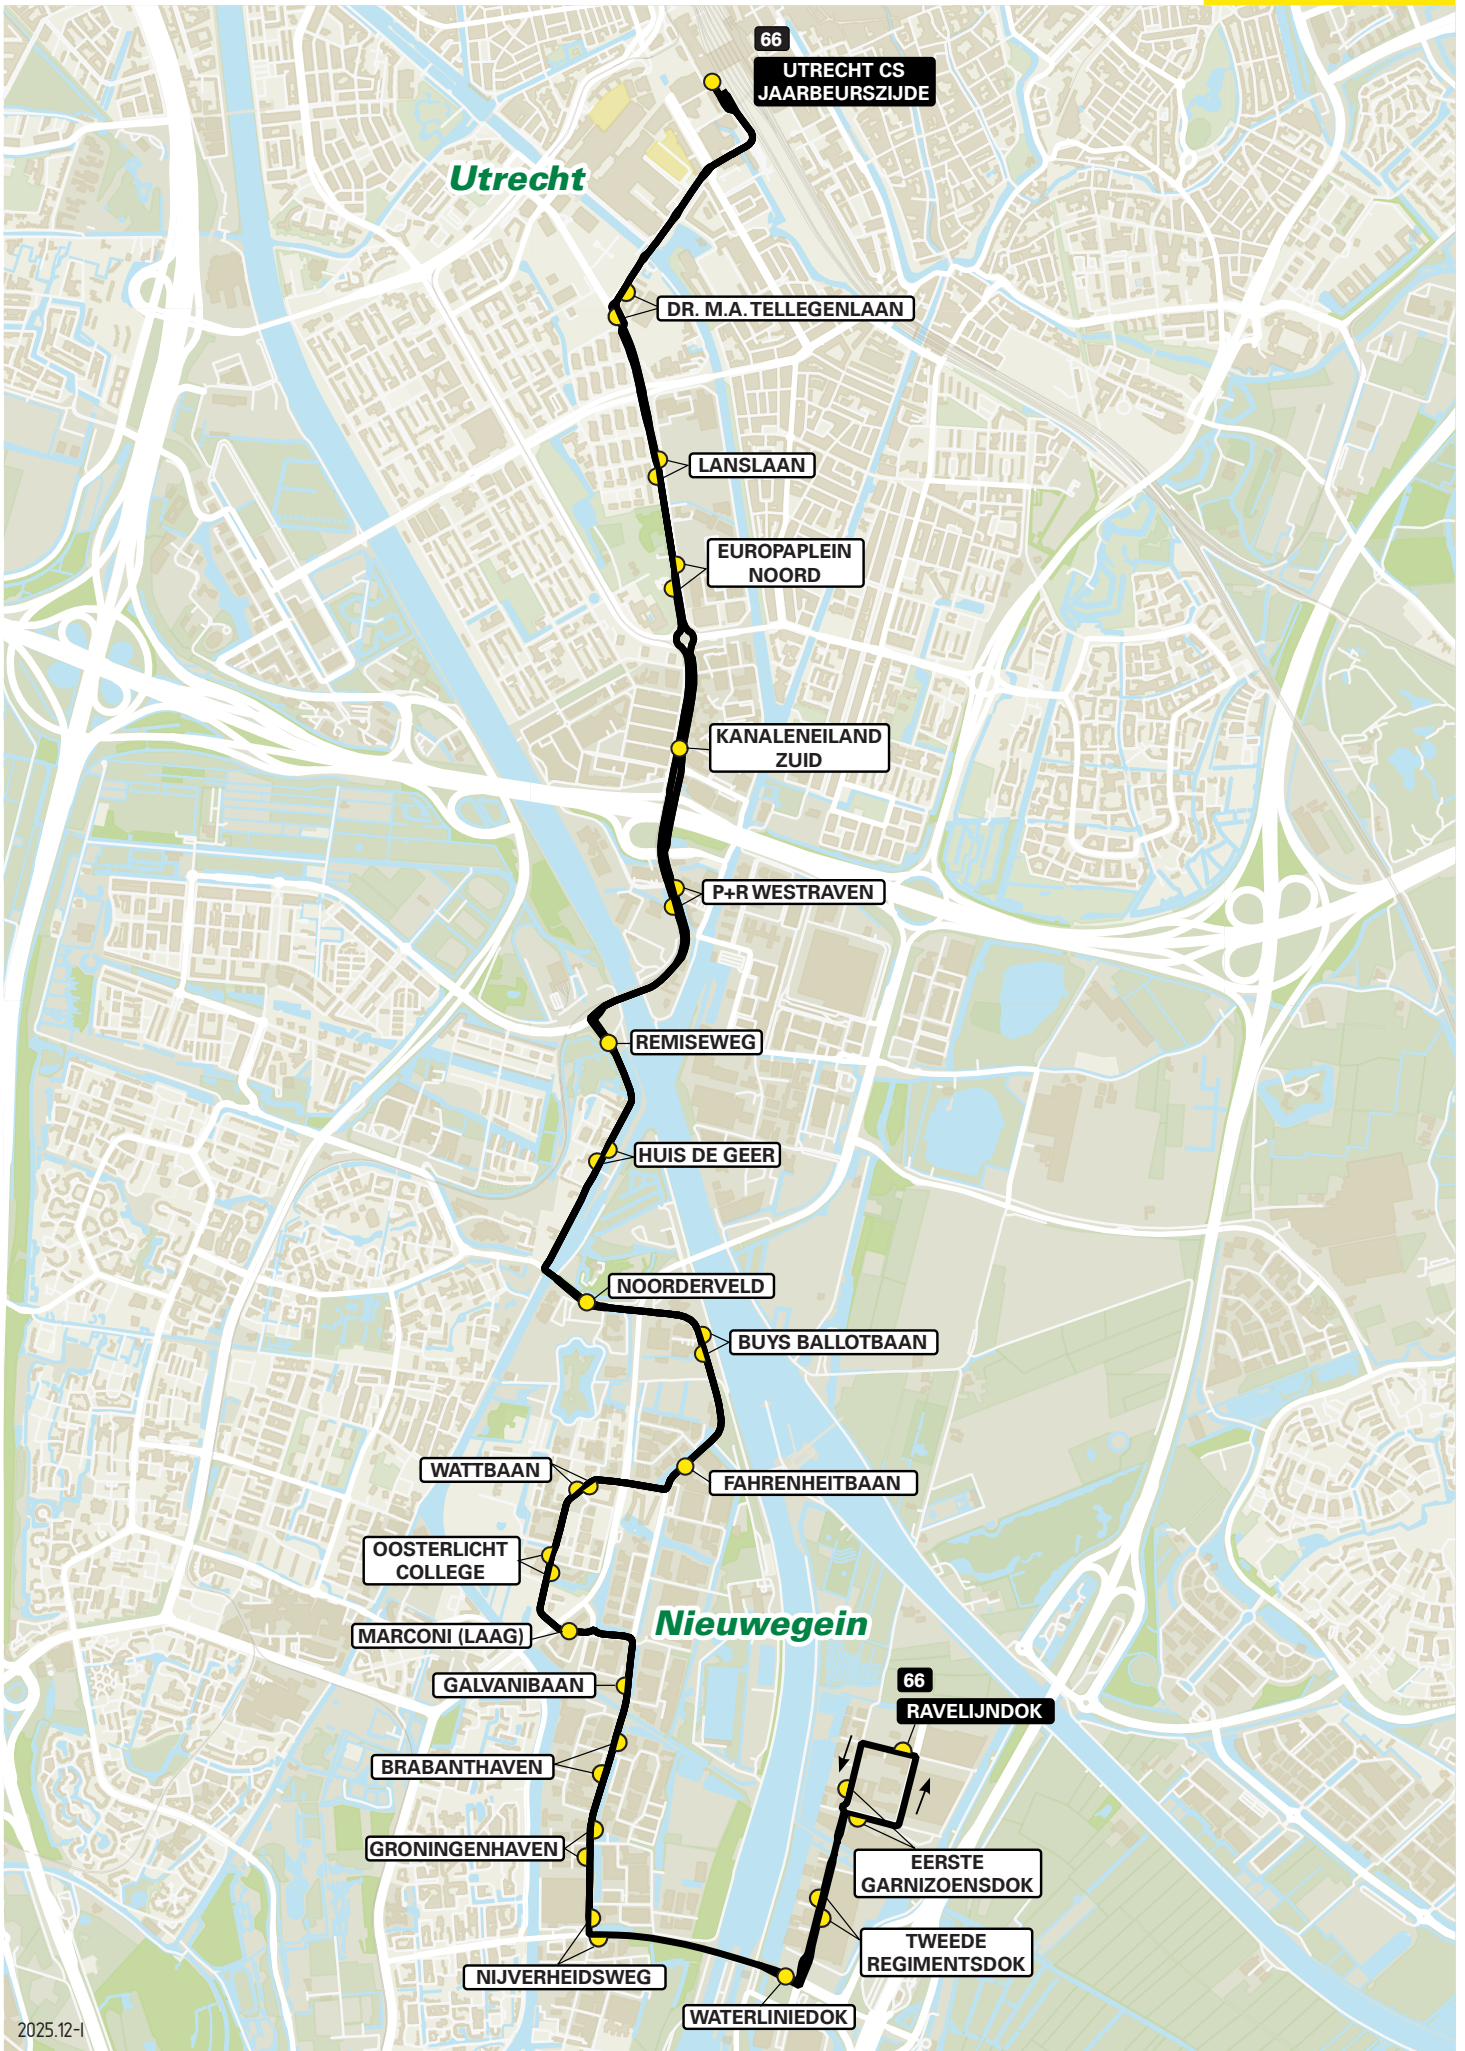 66
UTRECHT CS
JAARBEURSZIJDE
Utrecht
DR. M.A. TELLEGENLAAN
LANSLAAN
EUROPAPLEIN
NOORD
KANALENEILAND
ZUID
P+R WESTRAVEN
REMISEWEG
HUIS DE GEER
NOORDERVELD
BUYS BALLOTBAAN
WATTBAAN
FAHRENHEITBAAN
OOSTERLICHT
COLLEGE
Nieuwegein
MARCONI (LAAG)
GALVANIBAAN
66
RAVELIJNDOK
BRABANTHAVEN
GRONINGENHAVEN
EERSTE
GARNIZOENSDOK
TWEEDE
REGIMENTSDOK
NIJVERHEIDSWEG
WATERLINIEDOK
2025.12-I